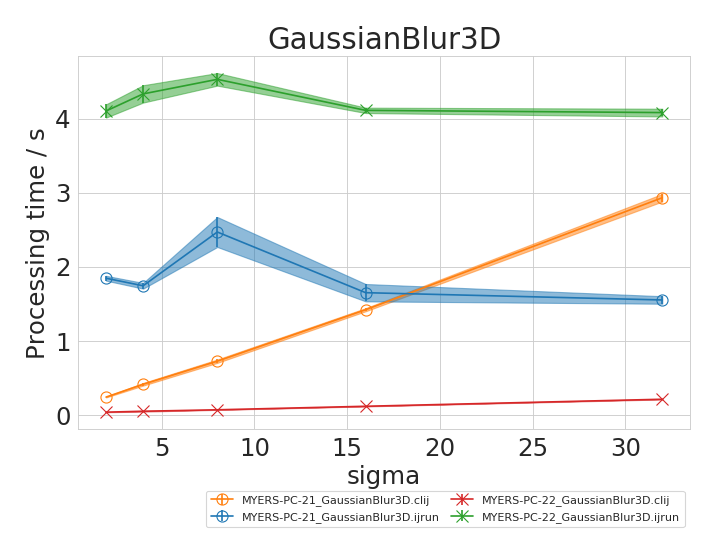 GaussianBlur3D
Processing time / s
4
3
2
1
0
5 10 15 20 25 30
sigma
MYERS-PC-21_GaussianBlur3D.clij MYERS-PC-22_GaussianBlur3D.clij
MYERS-PC-21_GaussianBlur3D.ijrun MYERS-PC-22_GaussianBlur3D.ijrun